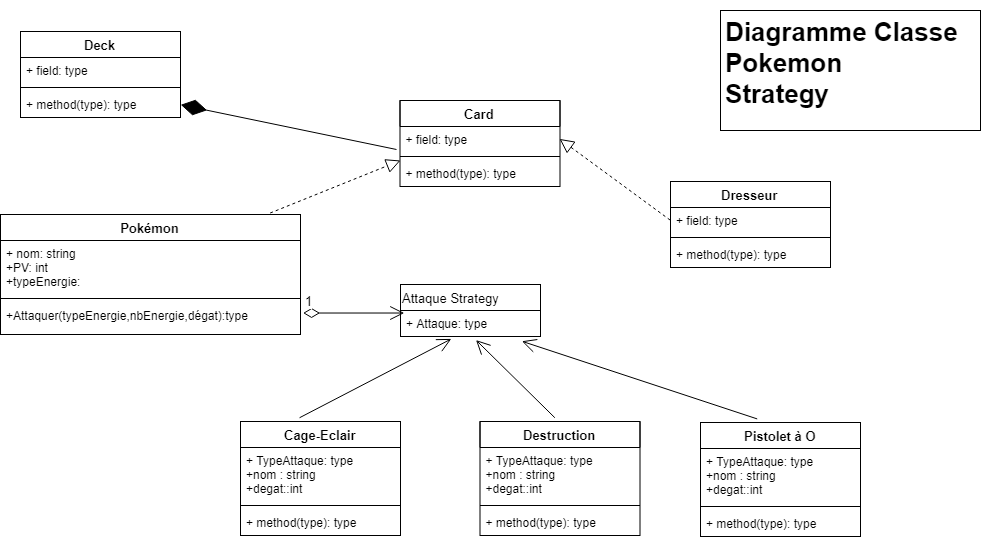 Diagramme Classe
Pokemon
Strategy
Deck
+ field: type
+ method(type): type
Card
+ field: type
+ method(type): type
Dresseur
+ field: type
+ method(type): type
Pokémon
+ nom: string
+PV: int
+typeEnergie:
+Attaquer(typeEnergie,nbEnergie,dégat):type
1
Attaque Strategy
+ Attaque: type
Cage-Eclair
+ TypeAttaque: type
+nom : string
+degat::int
+ method(type): type
Destruction
+ TypeAttaque: type
+nom : string
+degat::int
+ method(type): type
Pistolet à O
+ TypeAttaque: type
+nom : string
+degat::int
+ method(type): type